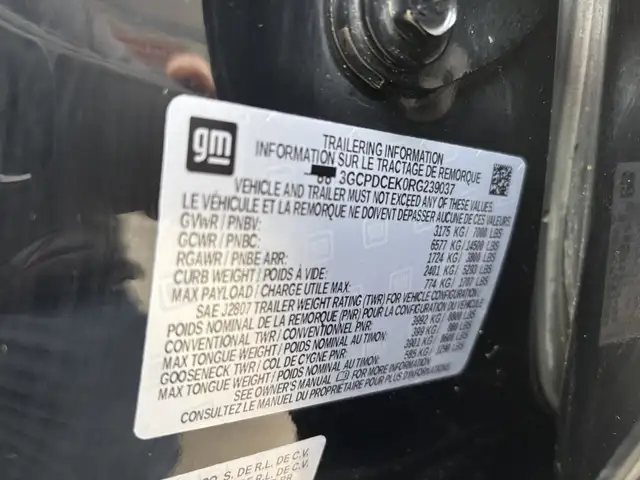 gm
TRAILERING INFORMATION
INFORMATION SUR LE TRACTAGE DE REMORQUE
3GCPDCEK0RG239037
VEHICLE AND TRAILER MUST NOT EXCEED ANY OF THESE VALUES
LE VÉHICULE ET LA REMORQUE NE DOIVENT DÉPASSER AUCUNE DE CES VALEURS
GVWR / PNBV: 3175 KG / 7000 LBS
GCWR / PNBC: 6577 KG / 14500 LBS
RGAWR / PNBE ARR: 1724 KG / 3800 LBS
CURB WEIGHT / POIDS À VIDE: 2401 KG / 5293 LBS
MAX PAYLOAD / CHARGE UTILE MAX: 774 KG / 1707 LBS
SAE J2807 TRAILER WEIGHT RATING (TWR) FOR VEHICLE CONFIGURATION:
POIDS NOMINAL DE LA REMORQUE (PNR) POUR LA CONFIGURATION DU VÉHICULE:
CONVENTIONAL TWR / CONVENTIONNEL PNR: 3992 KG / 8800 LBS
MAX TONGUE WEIGHT / POIDS NOMINAL AU TIMON: 399 KG / 880 LBS
GOOSENECK TWR / COL DE CYGNE PNR: 3901 KG / 8600 LBS
MAX TONGUE WEIGHT / POIDS NOMINAL AU TIMON: 585 KG / 1290 LBS
SEE OWNER'S MANUAL FOR MORE INFORMATION
CONSULTEZ LE MANUEL DU PROPRIÉTAIRE POUR PLUS D'INFORMATION
CO, S. DE R.L. DE C.V.
S. DE R.L. DE C.V.